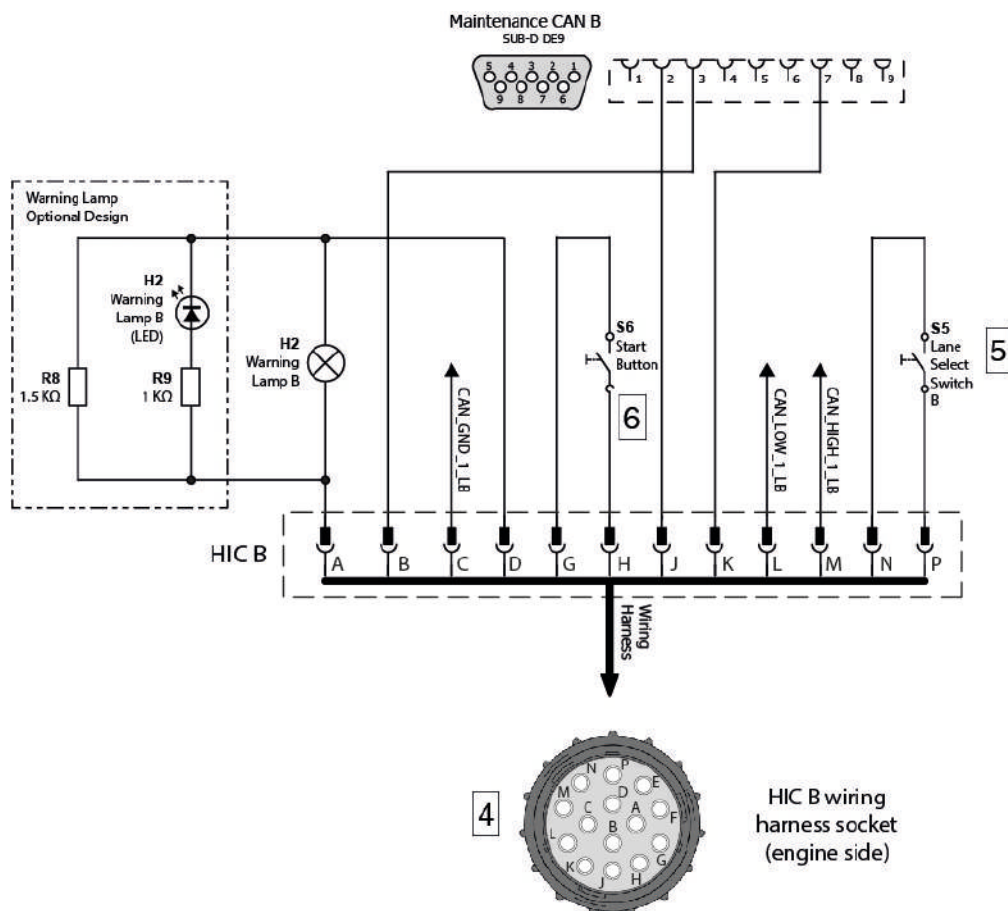 Maintenance CAN B
SUB-D DE9
5 4 3 2 1
9 8 7 6
1 2 3 4 5 6 7 8 9
Warning Lamp
Optional Design
H2
Warning
Lamp B
(LED)
R8
1.5 KΩ
R9
1 KΩ
H2
Warning
Lamp B
CAN_GND_1_LB
S6
Start
Button
6
CAN_LOW_1_LB
CAN_HIGH_1_LB
S5
Lane
Select
Switch
B
5
HIC B
A B C D G H J K L M N P
Wiring
Harness
4
N P E
M C D A F
L B G
K J H
HIC B wiring
harness socket
(engine side)